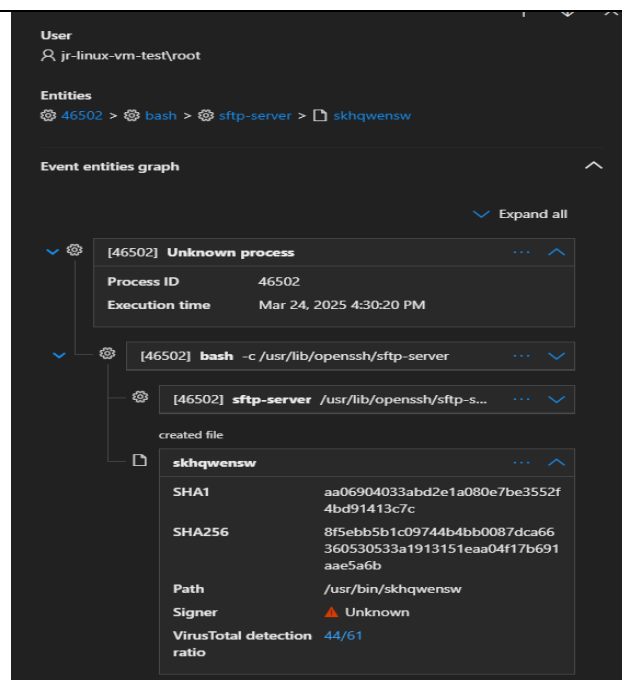 User
jr-linux-vm-test\root
Entities
46502 > bash > sftp-server > skhqwensw
Event entities graph
Expand all
[46502] Unknown process ...
Process ID 46502
Execution time Mar 24, 2025 4:30:20 PM
[46502] bash -c /usr/lib/openssh/sftp-server ...
[46502] sftp-server /usr/lib/openssh/sftp-s... ...
created file
skhqwensw ...
SHA1 aa06904033abd2e1a080e7be3552f
4bd91413c7c
SHA256 8f5ebb5b1c09744b4bb0087dca66
360530533a1913151eaa04f17b691
aae5a6b
Path /usr/bin/skhqwensw
Signer Unknown
VirusTotal detection 44/61
ratio